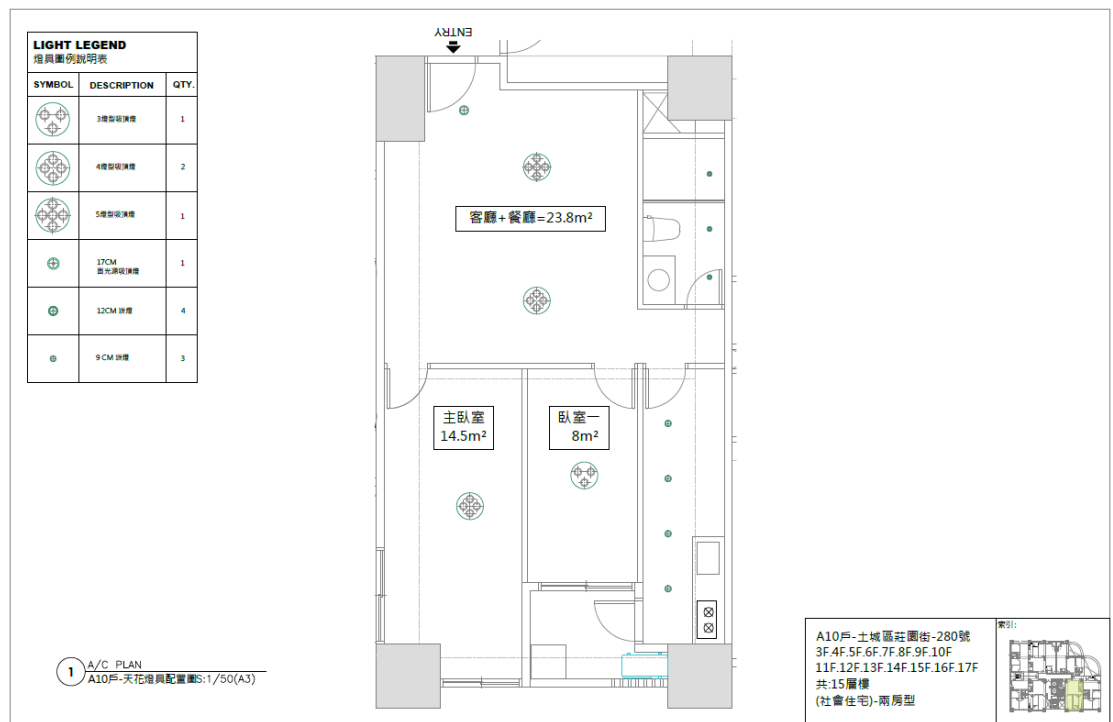 LIGHT LEGEND
燈具圖例說明表
SYMBOL DESCRIPTION QTY.
3燈型吸頂燈 1
4燈型吸頂燈 2
5燈型吸頂燈 1
17CM
面光源吸頂燈 1
12CM 崁燈 4
9 CM 崁燈 3
ENTRY
客廳+餐廳=23.8m²
主臥室
14.5m²
臥室一
8m²
1
A/C PLAN
A10戶-天花燈具配置圖S:1/50(A3)
A10戶-土城區莊園街-280號
3F.4F.5F.6F.7F.8F.9F.10F
11F.12F.13F.14F.15F.16F.17F
共:15層樓
(社會住宅)-兩房型
索引: